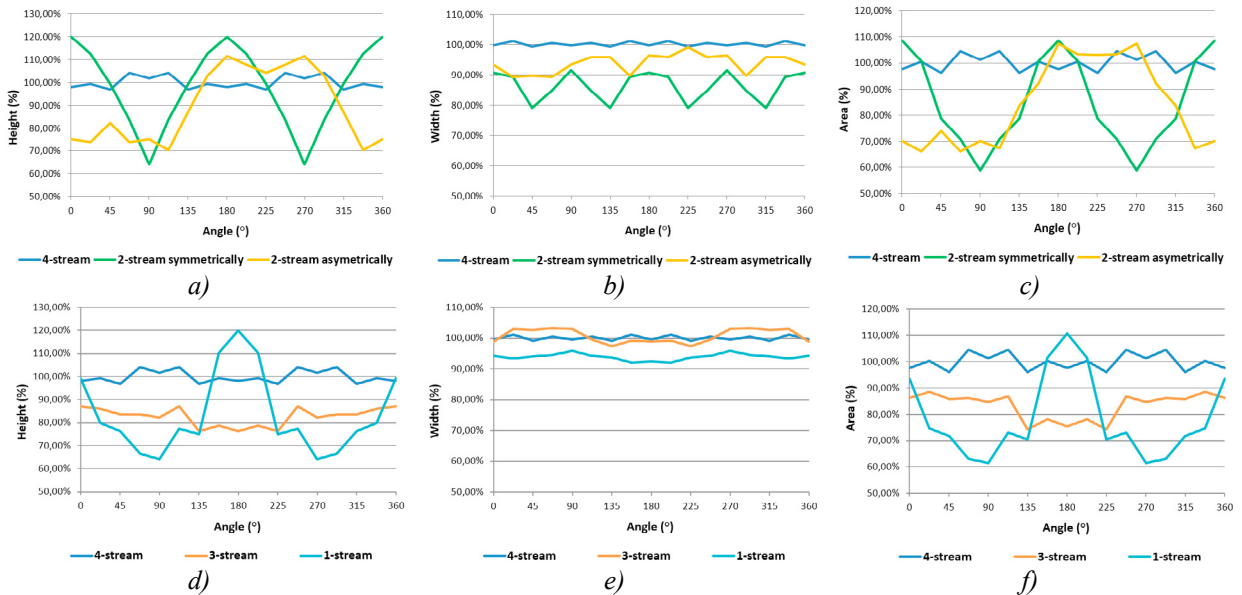 130,00%
120,00%
110,00%
100,00%
90,00%
80,00%
70,00%
60,00%
50,00%
Height (%)
0 45 90 135 180 225 270 315 360
Angle (°)
4-stream 2-stream symmetrically 2-stream asymetrically
a)
110,00%
100,00%
90,00%
80,00%
70,00%
60,00%
50,00%
Width (%)
0 45 90 135 180 225 270 315 360
Angle (°)
4-stream 2-stream symmetrically 2-stream asymetrically
b)
120,00%
110,00%
100,00%
90,00%
80,00%
70,00%
60,00%
50,00%
Area (%)
0 45 90 135 180 225 270 315 360
Angle (°)
4-stream 2-stream symmetrically 2-stream asymetrically
c)
130,00%
120,00%
110,00%
100,00%
90,00%
80,00%
70,00%
60,00%
50,00%
Height (%)
0 45 90 135 180 225 270 315 360
Angle (°)
4-stream 3-stream 1-stream
d)
110,00%
100,00%
90,00%
80,00%
70,00%
60,00%
50,00%
Width (%)
0 45 90 135 180 225 270 315 360
Angle (°)
4-stream 3-stream 1-stream
e)
120,00%
110,00%
100,00%
90,00%
80,00%
70,00%
60,00%
50,00%
Area (%)
0 45 90 135 180 225 270 315 360
Angle (°)
4-stream 3-stream 1-stream
f)